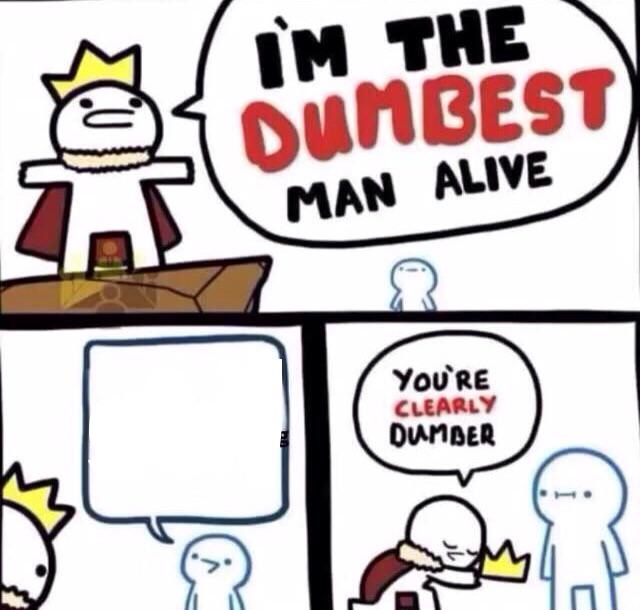 I'M THE
DUMBEST
MAN ALIVE
g
YOU'RE
CLEARLY
DUMBER